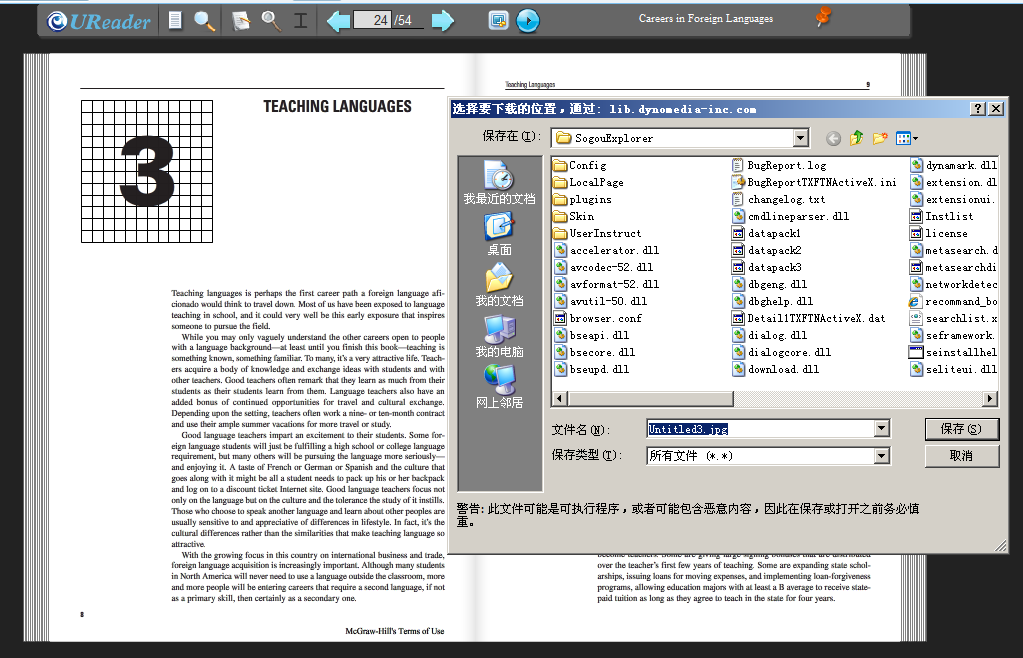 UReader
24 /54
Careers in Foreign Languages
3
TEACHING LANGUAGES
Teaching languages is perhaps the first career path a foreign language afi-
cionado would think to travel down. Most of us have been exposed to language
teaching in school, and it could very well be this early exposure that inspires
someone to pursue the field.
While you may only vaguely understand the other careers open to people
with a language background—at least until you finish this book—teaching is
something known, something familiar. To many, it's a very attractive life. Teach-
ers acquire a body of knowledge and exchange ideas with students and with
other teachers. Good teachers often remark that they learn as much from their
students as their students learn from them. Language teachers also have an
added bonus of continued opportunities for travel and cultural exchange.
Depending upon the setting, teachers often work a nine- or ten-month contract
and use their ample summer vacations for more travel or study.
Good language teachers impart an excitement to their students. Some for-
eign language students will just be fulfilling a high school or college language
requirement, but many others will be pursuing the language more seriously—
and enjoying it. A taste of French or German or Spanish and the culture that
goes along with it might be all a student needs to pack up his or her backpack
and log on to a discount ticket Internet site. Good language teachers focus not
only on the language but on the culture and the tolerance the study of it instills.
Those who choose to speak another language and learn about other peoples are
usually sensitive to and appreciative of differences in lifestyle. In fact, it's the
cultural differences rather than the similarities that make teaching language so
attractive.
With the growing focus in this country on international business and trade,
foreign language acquisition is increasingly important. Although many students
in North America will never need to use a language outside the classroom, more
and more people will be entering careers that require a second language, if not
as a primary skill, then certainly as a secondary one.
8
McGraw-Hill's Terms of Use
Teaching Languages 9
选择要下载的位置，通过: lib.dynomedia-inc.com
保存在(I):
SogouExplorer
我最近的文档
桌面
我的文档
我的电脑
网上邻居
Config
LocalPage
plugins
Skin
UserInstruct
accelerator.dll
avcodec-52.dll
avformat-52.dll
avutil-50.dll
browser.conf
bseapi.dll
bsecore.dll
bseupd.dll
BugReport.log
BugReportTXFTNActiveX.ini
changelog.txt
cmdlineparser.dll
datapack1
datapack2
datapack3
dbgeng.dll
dbghelp.dll
Detail1TXFTNActiveX.dat
dialog.dll
dialogcore.dll
download.dll
dynamark.dll
extension.dl
extensionui.
Instlist
license
metasearch.d
metasearchdi
networkdetec
recommand_bo
searchlist.x
seframework.
seinstallhel
seliteui.dll
文件名(N):
Untitled3.jpg
保存(S)
保存类型(T):
所有文件 (*.*)
取消
警告: 此文件可能是可执行程序，或者可能包含恶意内容，因此在保存或打开之前务必慎
重。
become teachers. Some are giving large signing bonuses that are distributed
over the teacher's first few years of teaching. Some are expanding state schol-
arships, issuing loans for moving expenses, and implementing loan-forgiveness
programs, allowing education majors with at least a B average to receive state-
paid tuition as long as they agree to teach in the state for four years.